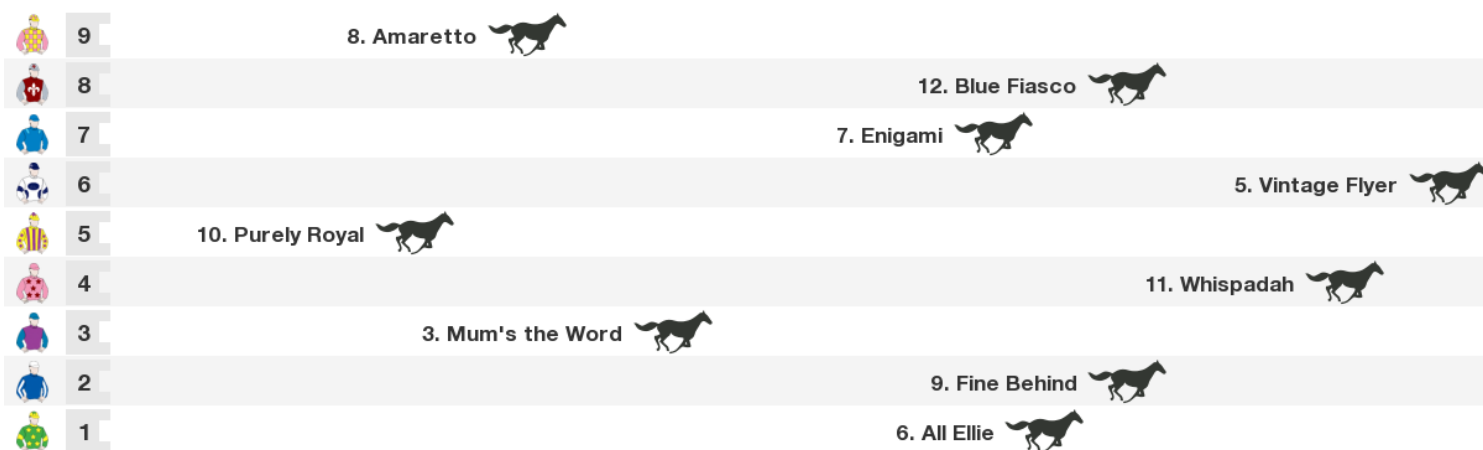 9 8. Amaretto
8 12. Blue Fiasco
7 7. Enigami
6 5. Vintage Flyer
5 10. Purely Royal
4 11. Whispadah
3 3. Mum's the Word
2 9. Fine Behind
1 6. All Ellie